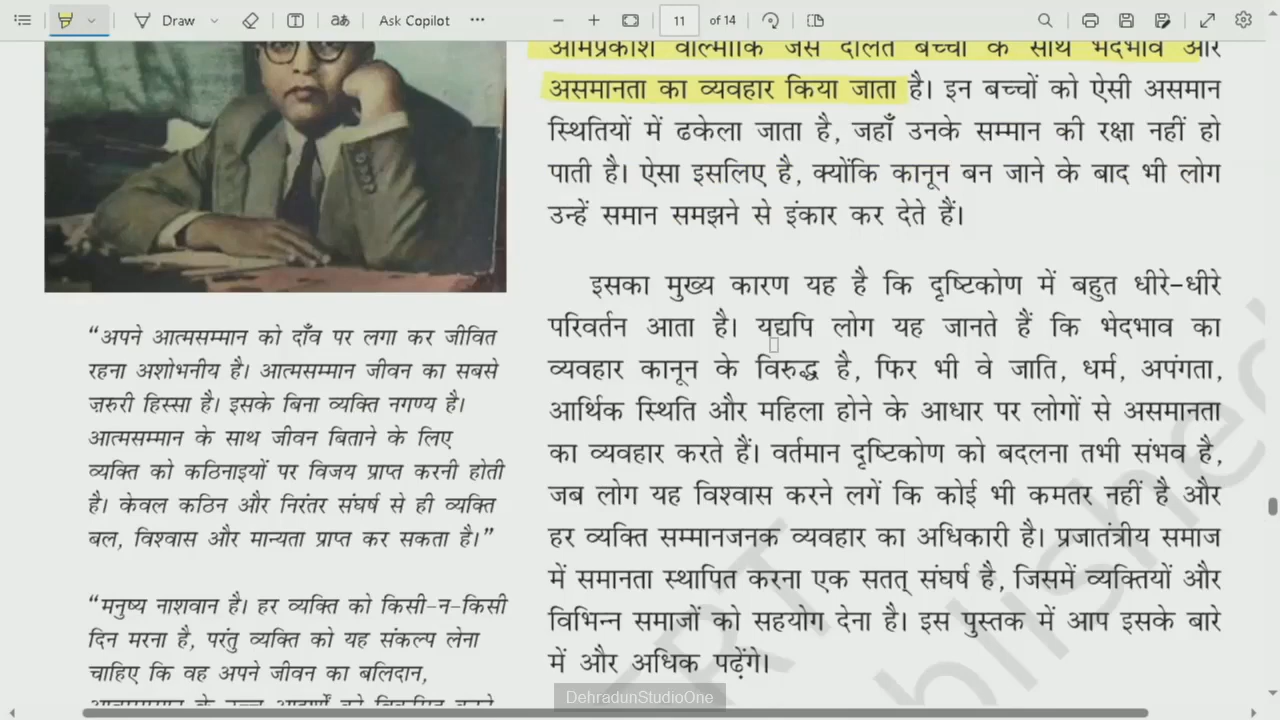 Draw
Ask Copilot
11
of 14
ओमप्रकाश वाल्मीकि जैसे दलित बच्चों के साथ भेदभाव और
असमानता का व्यवहार किया जाता है। इन बच्चों को ऐसी असमान
स्थितियों में ढकेला जाता है, जहाँ उनके सम्मान की रक्षा नहीं हो
पाती है। ऐसा इसलिए है, क्योंकि कानून बन जाने के बाद भी लोग
उन्हें समान समझने से इंकार कर देते हैं।
इसका मुख्य कारण यह है कि दृष्टिकोण में बहुत धीरे-धीरे
परिवर्तन आता है। यद्यपि लोग यह जानते हैं कि भेदभाव का
व्यवहार कानून के विरुद्ध है, फिर भी वे जाति, धर्म, अपंगता,
आर्थिक स्थिति और महिला होने के आधार पर लोगों से असमानता
का व्यवहार करते हैं। वर्तमान दृष्टिकोण को बदलना तभी संभव है,
जब लोग यह विश्वास करने लगें कि कोई भी कमतर नहीं है और
हर व्यक्ति सम्मानजनक व्यवहार का अधिकारी है। प्रजातंत्रीय समाज
में समानता स्थापित करना एक सतत् संघर्ष है, जिसमें व्यक्तियों और
विभिन्न समाजों को सहयोग देना है। इस पुस्तक में आप इसके बारे
में और अधिक पढ़ेंगे।
“अपने आत्मसम्मान को दाँव पर लगा कर जीवित
रहना अशोभनीय है। आत्मसम्मान जीवन का सबसे
ज़रुरी हिस्सा है। इसके बिना व्यक्ति नगण्य है।
आत्मसम्मान के साथ जीवन बिताने के लिए
व्यक्ति को कठिनाइयों पर विजय प्राप्त करनी होती
है। केवल कठिन और निरंतर संघर्ष से ही व्यक्ति
बल, विश्वास और मान्यता प्राप्त कर सकता है।”
“मनुष्य नाशवान है। हर व्यक्ति को किसी-न-किसी
दिन मरना है, परंतु व्यक्ति को यह संकल्प लेना
चाहिए कि वह अपने जीवन का बलिदान,
DehradunStudioOne